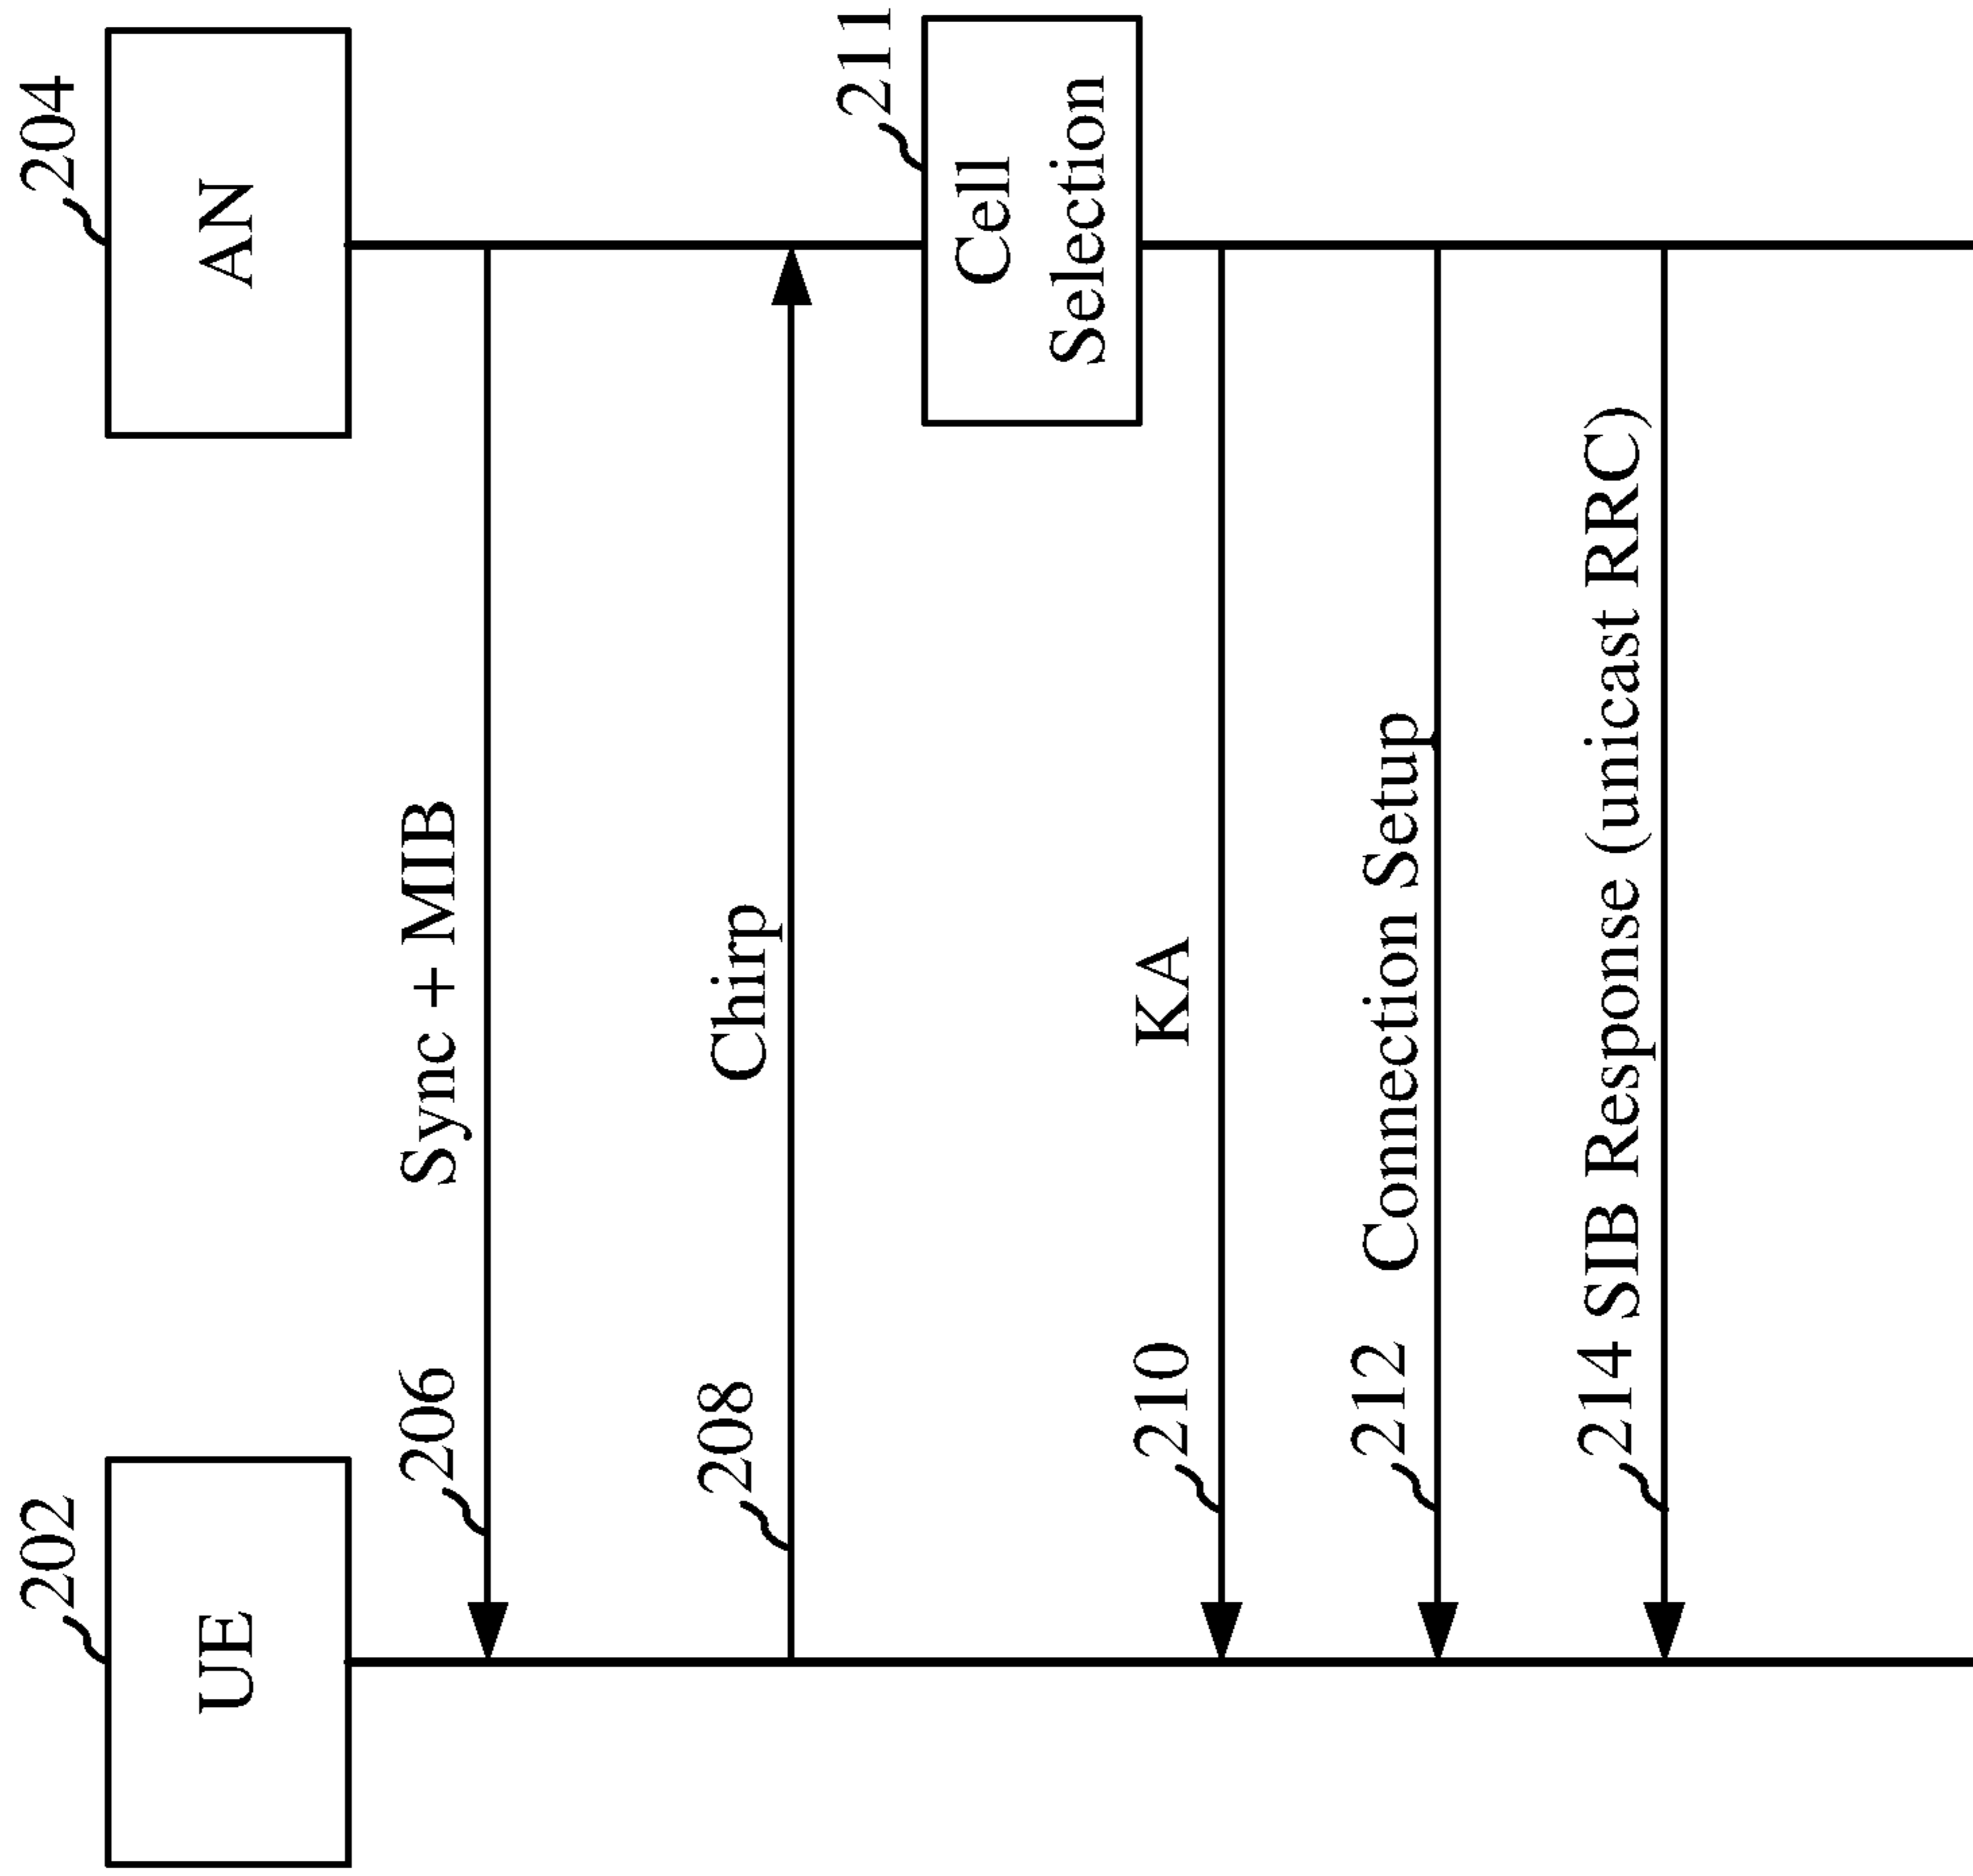 202
UE
204
AN
206
Sync + MIB
208
Chirp
211
Cell
Selection
210
KA
212
Connection Setup
214
SIB Response (unicast RRC)